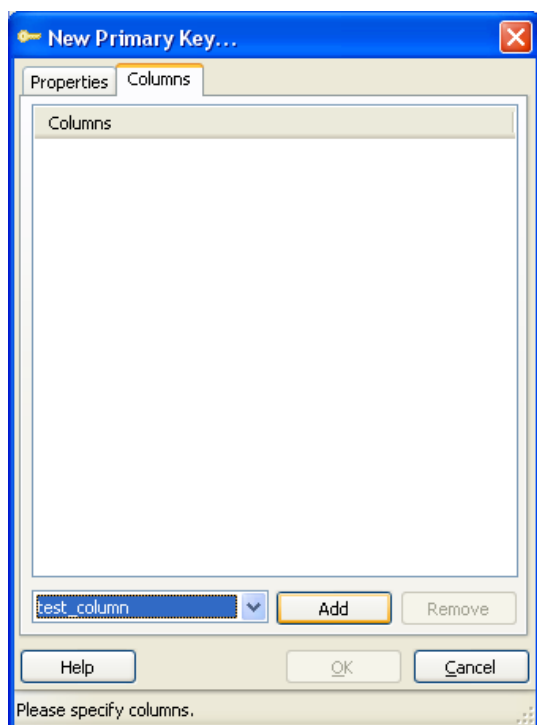 New Primary Key...
Properties Columns
Columns
test_column Add Remove
Help OK Cancel
Please specify columns.